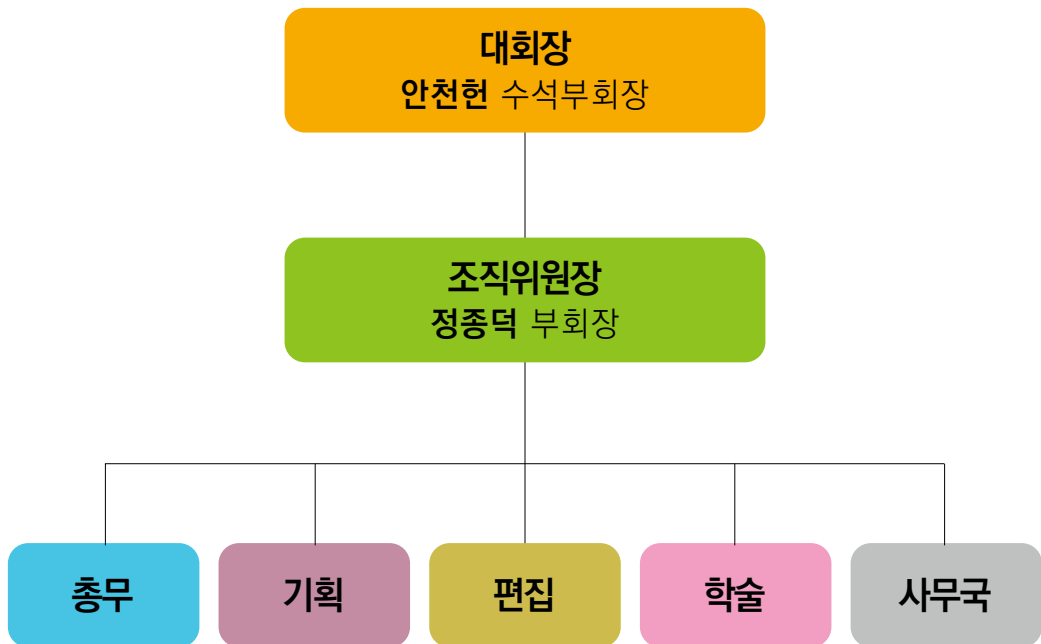 대회장
안천헌 수석부회장
조직위원장
정종덕 부회장
총무
기획
편집
학술
사무국